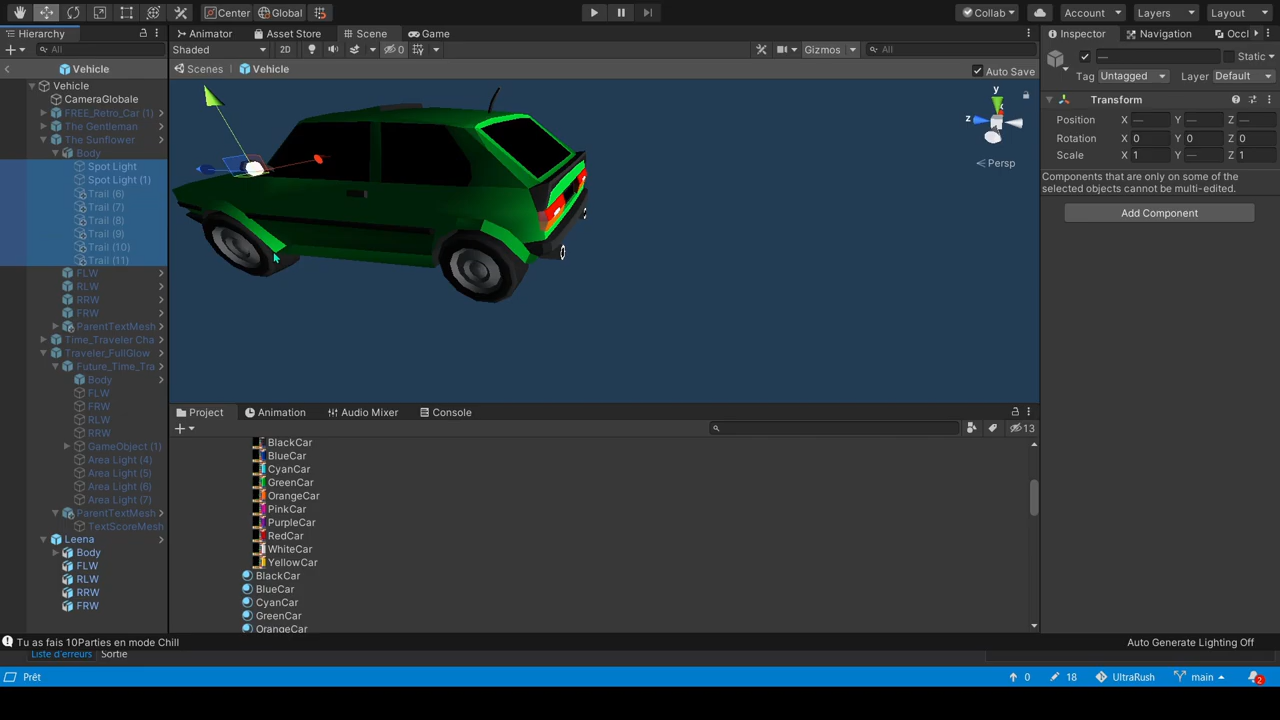 Center Global Collab Account Layers Layout
Hierarchy Animator Asset Store Scene Game Inspector Navigation Occl
All Shaded 2D 0 Gizmos All — Static
Vehicle Scenes Vehicle Auto Save Tag Untagged Layer Default
Vehicle
CameraGlobale
FREE_Retro_Car (1)
The Gentleman
The Sunflower
Body
Spot Light
Spot Light (1)
Trail (6)
Trail (7)
Trail (8)
Trail (9)
Trail (10)
Trail (11)
FLW
RLW
RRW
FRW
ParentTextMesh
Time_Traveler Cha
Traveler_FullGlow
Future_Time_Tra
Body
FLW
FRW
RLW
RRW
GameObject (1)
Area Light (4)
Area Light (5)
Area Light (6)
Area Light (7)
ParentTextMesh
TextScoreMesh
Leena
Body
FLW
RLW
RRW
FRW
y
z
Persp
Transform
Position X — Y — Z —
Rotation X 0 Y 0 Z 0
Scale X 1 Y — Z 1
Components that are only on some of the
selected objects cannot be multi-edited.
Add Component
Project Animation Audio Mixer Console
13
BlackCar
BlueCar
CyanCar
GreenCar
OrangeCar
PinkCar
PurpleCar
RedCar
WhiteCar
YellowCar
BlackCar
BlueCar
CyanCar
GreenCar
OrangeCar
Tu as fais 10Parties en mode Chill Auto Generate Lighting Off
Liste d'erreurs Sortie
Prêt 0 18 UltraRush main 2